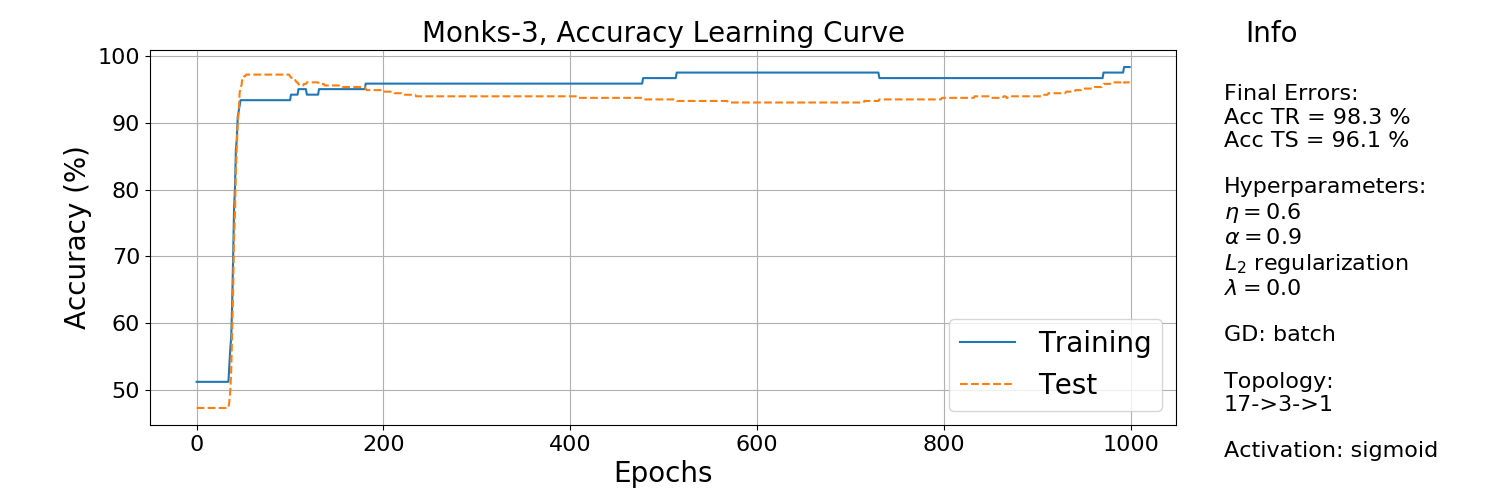 Monks-3, Accuracy Learning Curve
Info
100
90
80
70
60
50
Accuracy (%)
0
200
400
600
800
1000
Epochs
Training
Test
Final Errors:
Acc TR = 98.3 %
Acc TS = 96.1 %
Hyperparameters:
η = 0.6
α = 0.9
L₂ regularization
λ = 0.0
GD: batch
Topology:
17->3->1
Activation: sigmoid